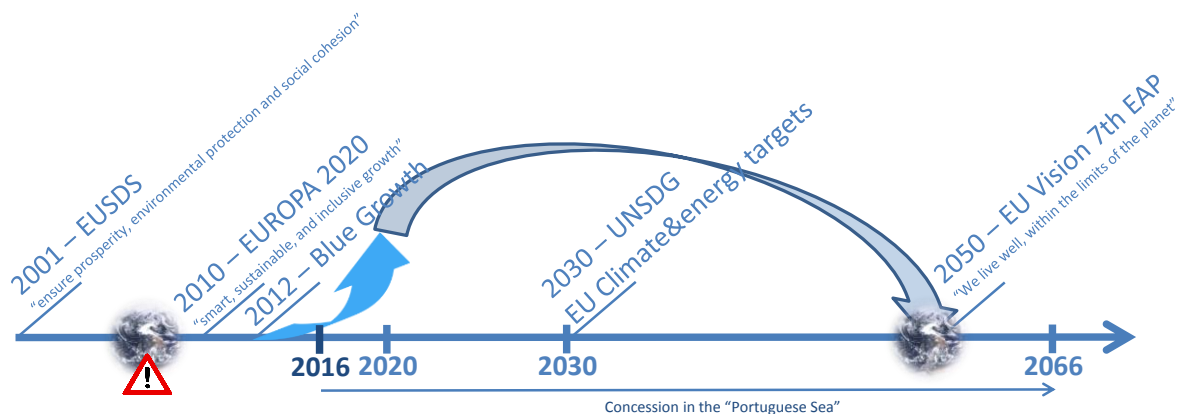 2001 – EUSDS
“ensure prosperity, environmental protection and social cohesion”
2010 – EUROPA 2020
“smart, sustainable, and inclusive growth”
2012 – Blue Growth
2030 – UNSDG
EU Climate&energy targets
2050 – EU Vision 7th EAP
“We live well, within the limits of the planet”
!
2016 2020 2030 2066
Concession in the “Portuguese Sea”